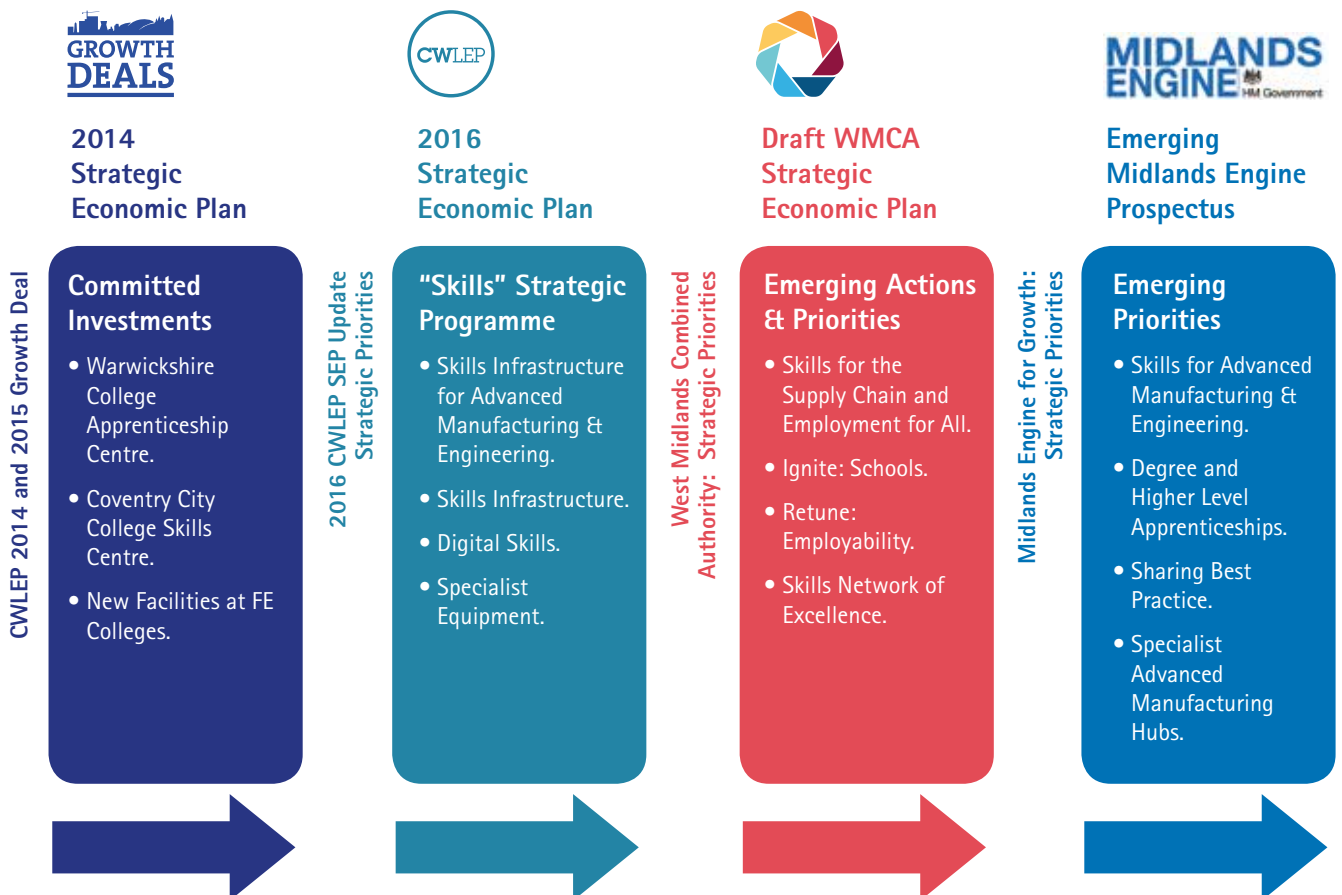 GROWTH
DEALS
2014
Strategic
Economic Plan
CWLEP 2014 and 2015 Growth Deal
Committed
Investments
• Warwickshire
College
Apprenticeship
Centre.
• Coventry City
College Skills
Centre.
• New Facilities at FE
Colleges.
CWLEP
2016
Strategic
Economic Plan
2016 CWLEP SEP Update
Strategic Priorities
“Skills” Strategic
Programme
• Skills Infrastructure
for Advanced
Manufacturing &
Engineering.
• Skills Infrastructure.
• Digital Skills.
• Specialist
Equipment.
Draft WMCA
Strategic
Economic Plan
West Midlands Combined
Authority: Strategic Priorities
Emerging Actions
& Priorities
• Skills for the
Supply Chain and
Employment for All.
• Ignite: Schools.
• Retune:
Employability.
• Skills Network of
Excellence.
MIDLANDS
ENGINE
HM Government
Emerging
Midlands Engine
Prospectus
Midlands Engine for Growth:
Strategic Priorities
Emerging
Priorities
• Skills for Advanced
Manufacturing &
Engineering.
• Degree and
Higher Level
Apprenticeships.
• Sharing Best
Practice.
• Specialist
Advanced
Manufacturing
Hubs.